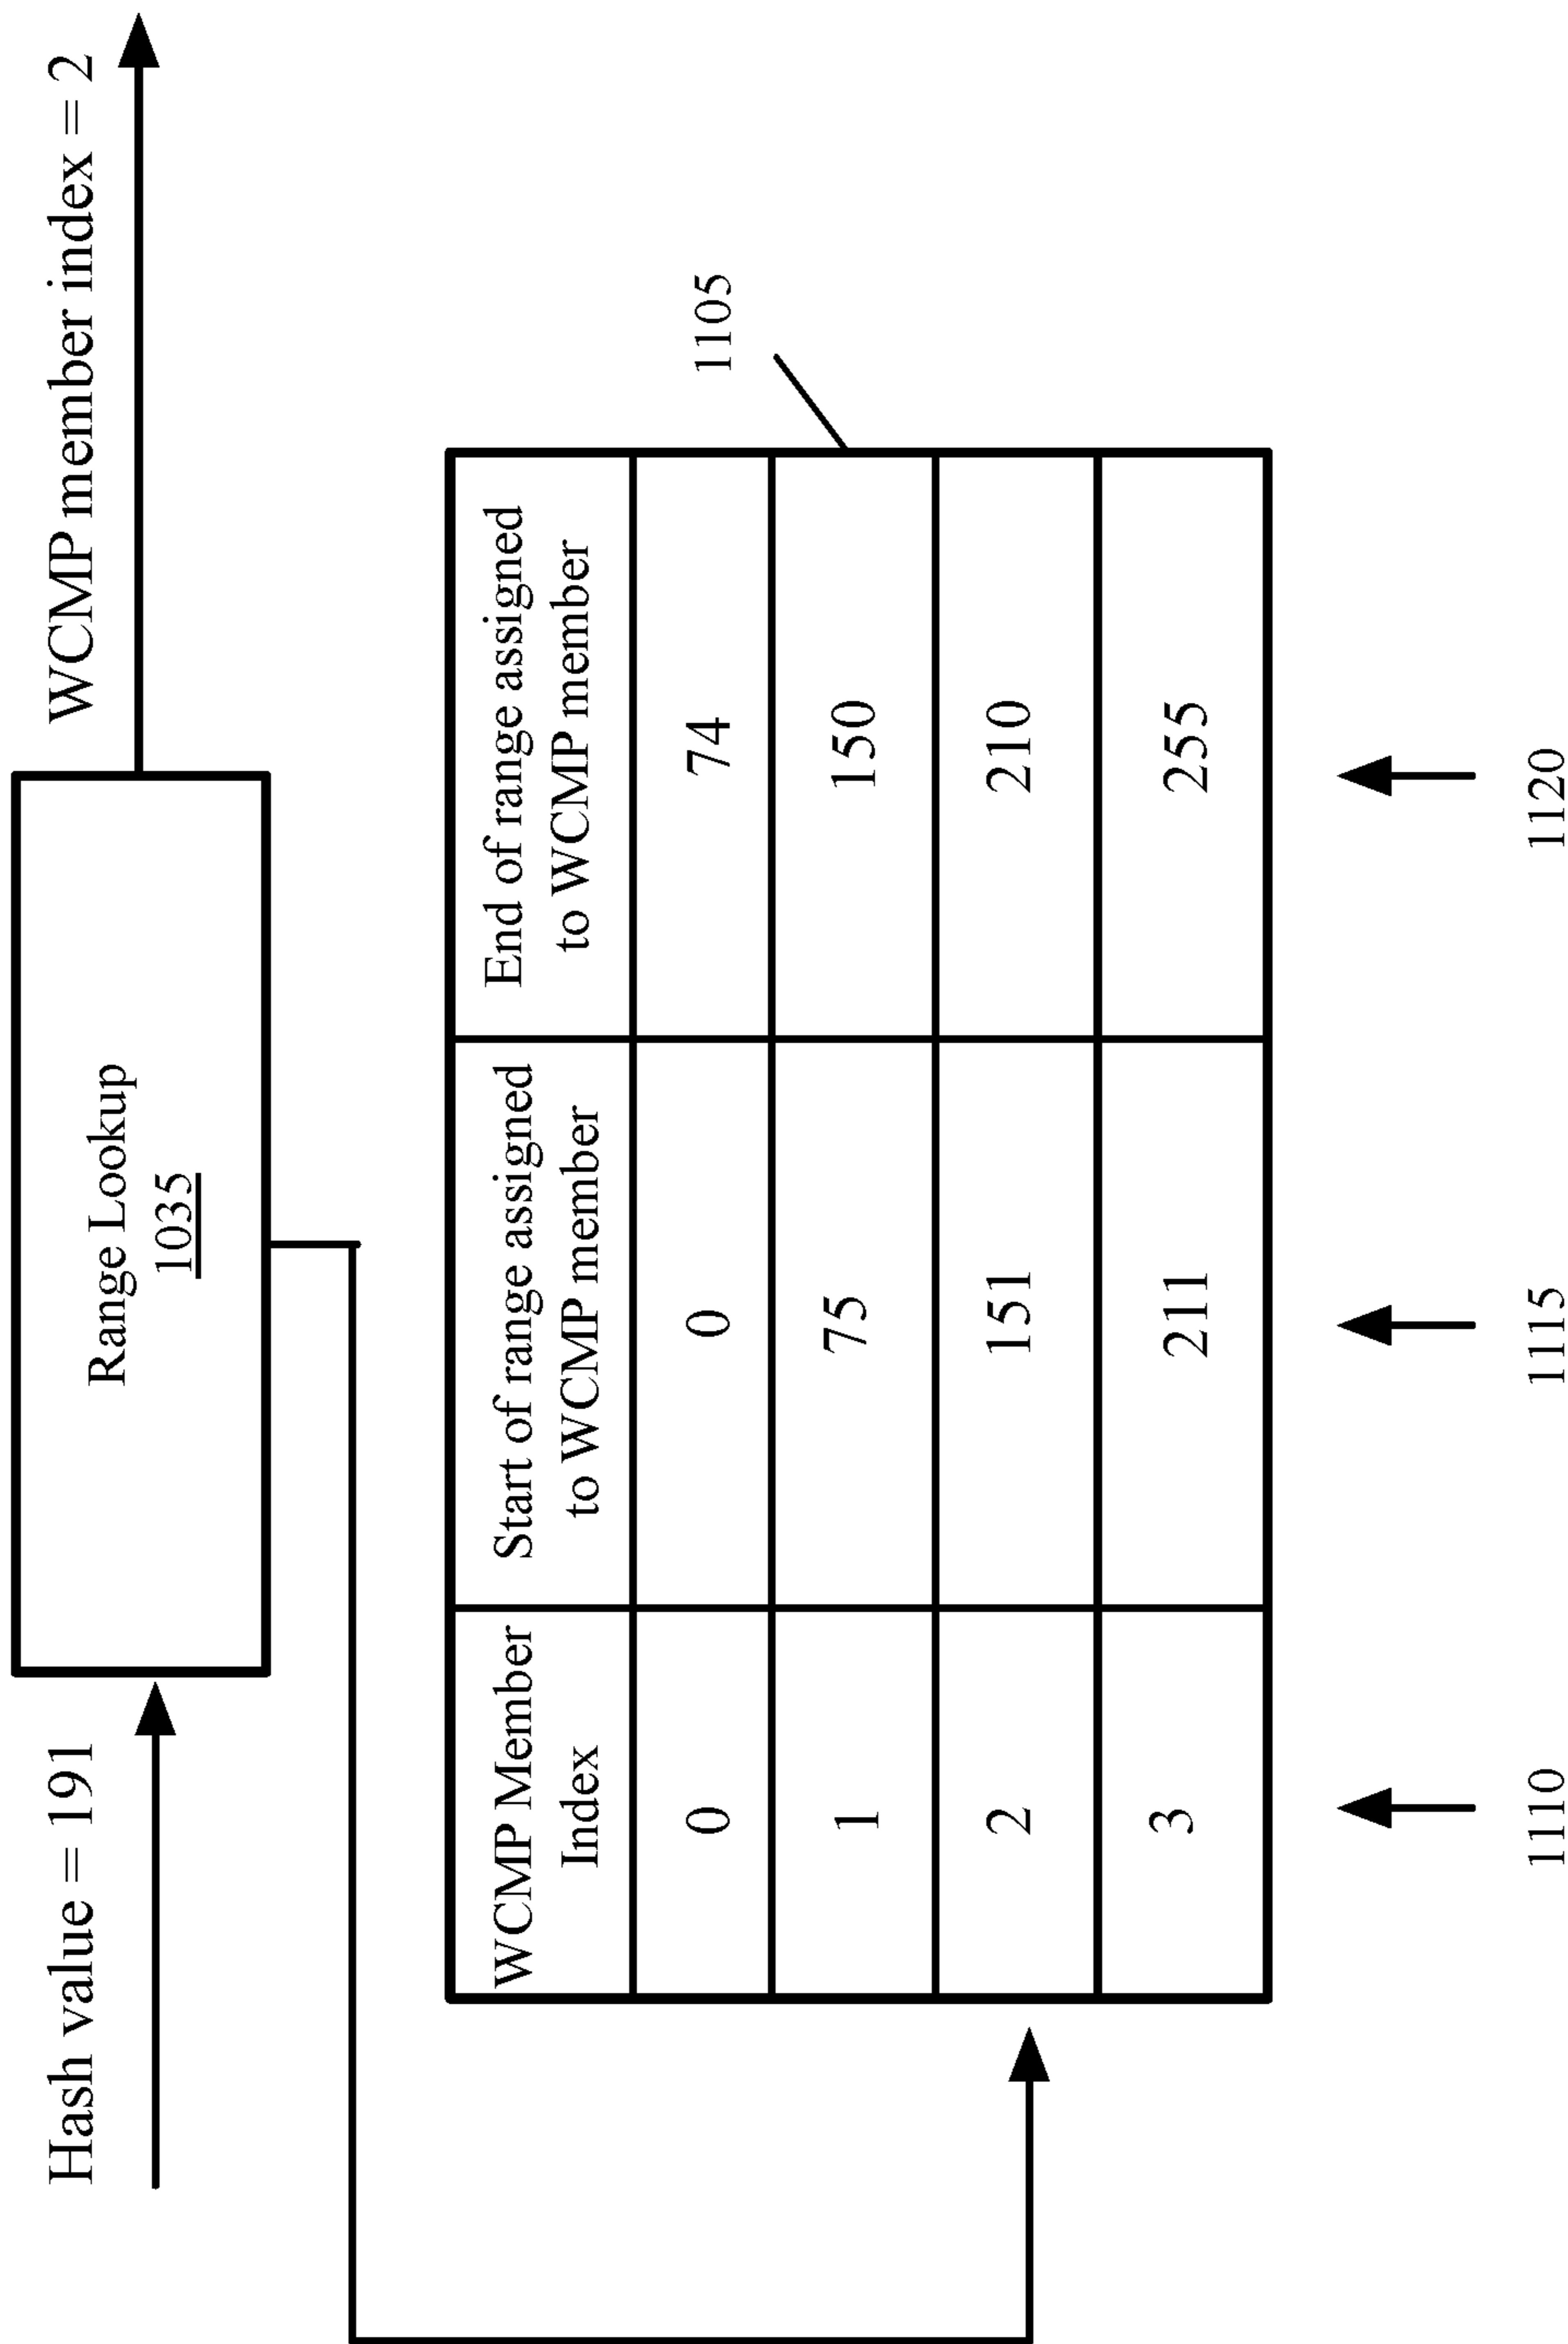 Hash value = 191
Range Lookup
1035
WCMP member index = 2
WCMP Member
Index
Start of range assigned
to WCMP member
End of range assigned
to WCMP member
0
0
74
1
75
150
2
151
210
3
211
255
1105
1110
1115
1120